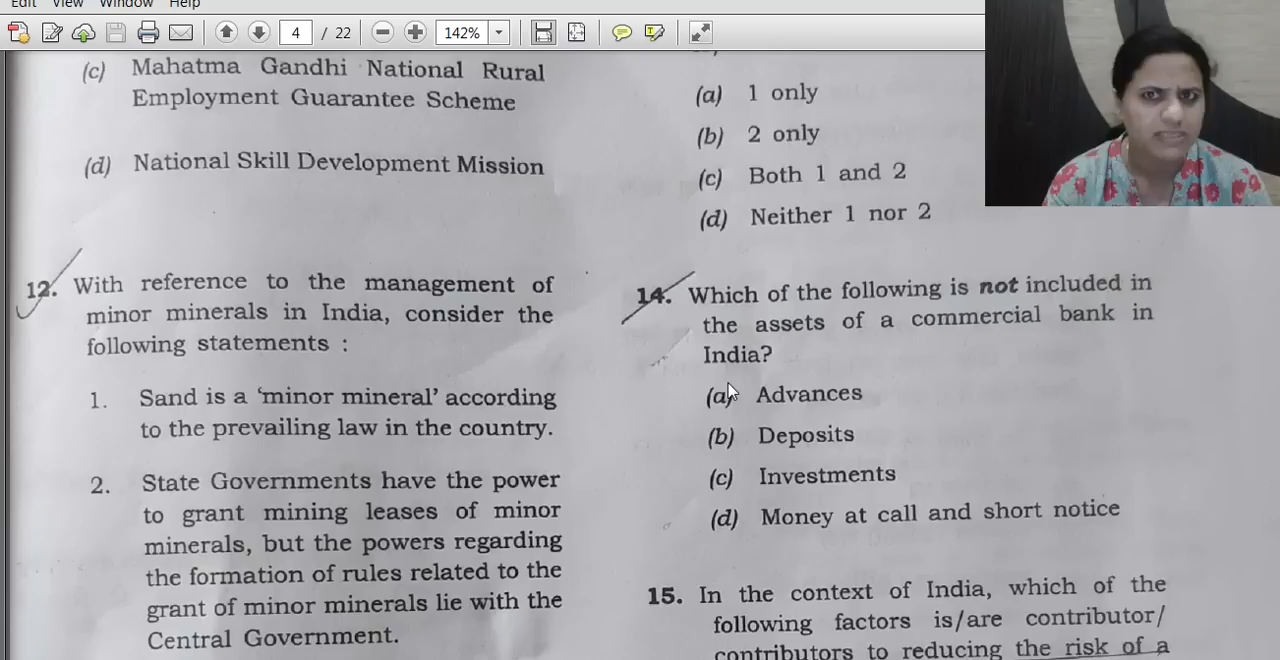 Edit View Window Help
4 / 22 142%
(c) Mahatma Gandhi National Rural
Employment Guarantee Scheme
(d) National Skill Development Mission
12. With reference to the management of
minor minerals in India, consider the
following statements :
1. Sand is a ‘minor mineral’ according
to the prevailing law in the country.
2. State Governments have the power
to grant mining leases of minor
minerals, but the powers regarding
the formation of rules related to the
grant of minor minerals lie with the
Central Government.
(a) 1 only
(b) 2 only
(c) Both 1 and 2
(d) Neither 1 nor 2
14. Which of the following is not included in
the assets of a commercial bank in
India?
(a) Advances
(b) Deposits
(c) Investments
(d) Money at call and short notice
15. In the context of India, which of the
following factors is/are contributor/
contributors to reducing the risk of a